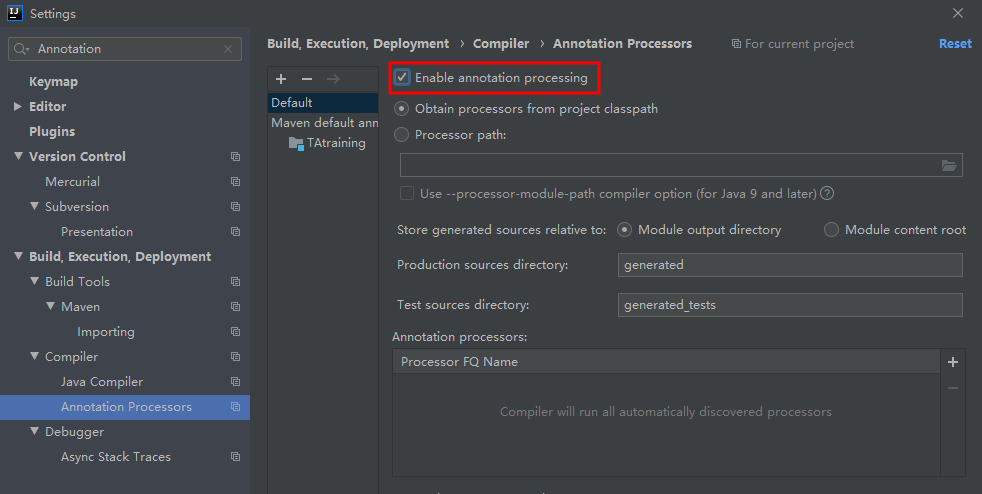 Settings
Annotation
Keymap
Editor
Plugins
Version Control
Mercurial
Subversion
Presentation
Build, Execution, Deployment
Build Tools
Maven
Importing
Compiler
Java Compiler
Annotation Processors
Debugger
Async Stack Traces
Build, Execution, Deployment › Compiler › Annotation Processors
For current project
Reset
Default
Maven default ann
TAtraining
Enable annotation processing
Obtain processors from project classpath
Processor path:
Use --processor-module-path compiler option (for Java 9 and later) ?
Store generated sources relative to: Module output directory Module content root
Production sources directory: generated
Test sources directory: generated_tests
Annotation processors:
Processor FQ Name
Compiler will run all automatically discovered processors